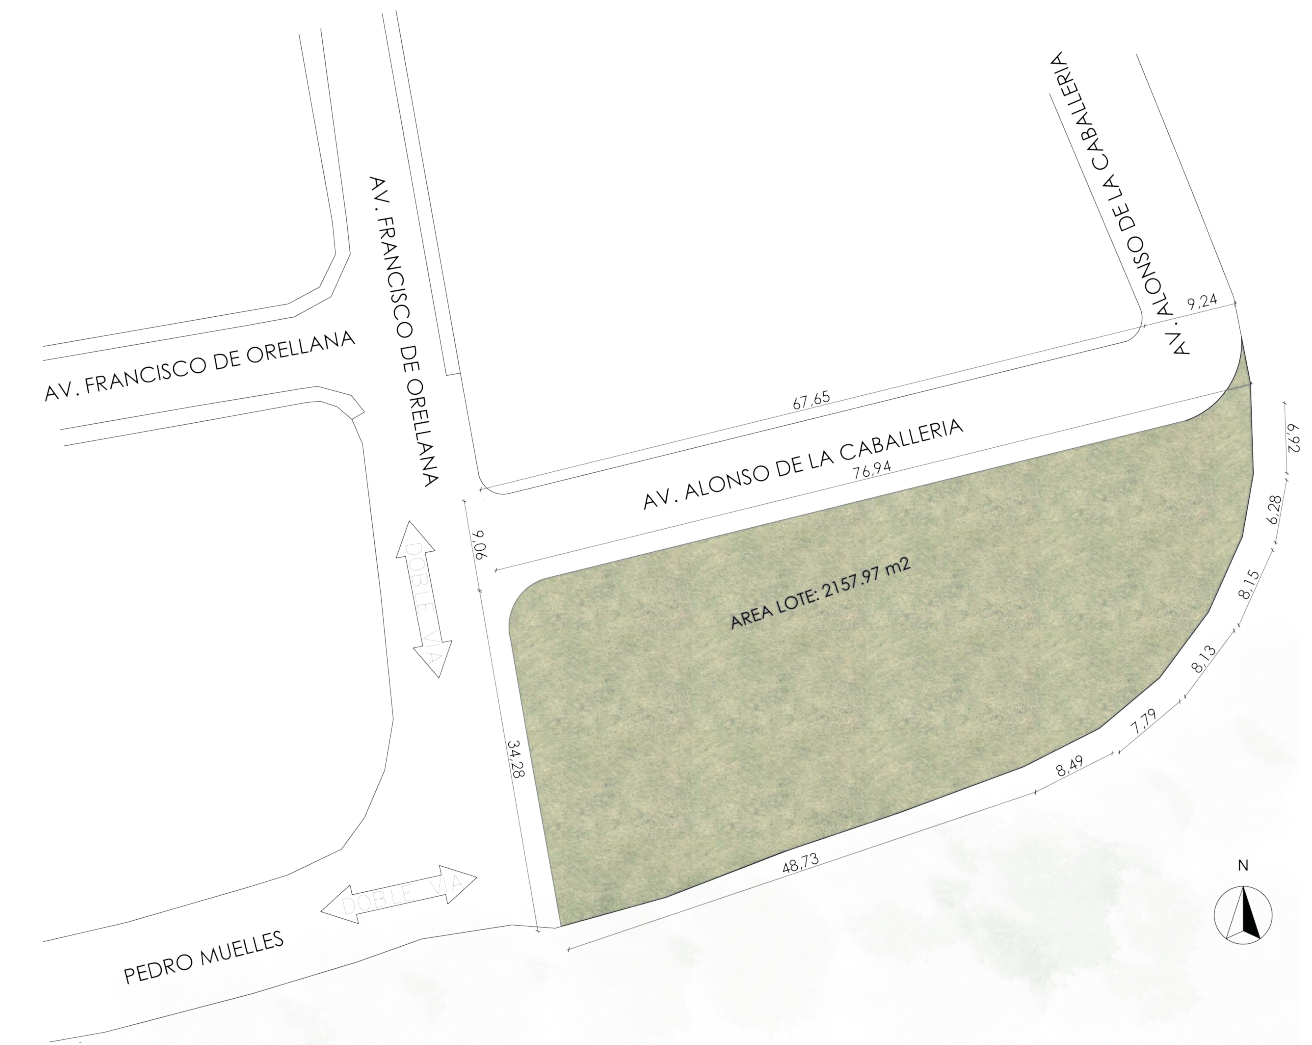 AV. ALONSO DE LA CABALLERIA
AV. FRANCISCO DE ORELLANA
9,24
AV. FRANCISCO DE ORELLANA
67,65
AV. ALONSO DE LA CABALLERIA
76,94
6,92
6,28
9,06
DOBLE VIA
AREA LOTE: 2157.97 m2
8,15
8,13
7,79
34,28
8,49
48,73
DOBLE VIA
N
PEDRO MUELLES